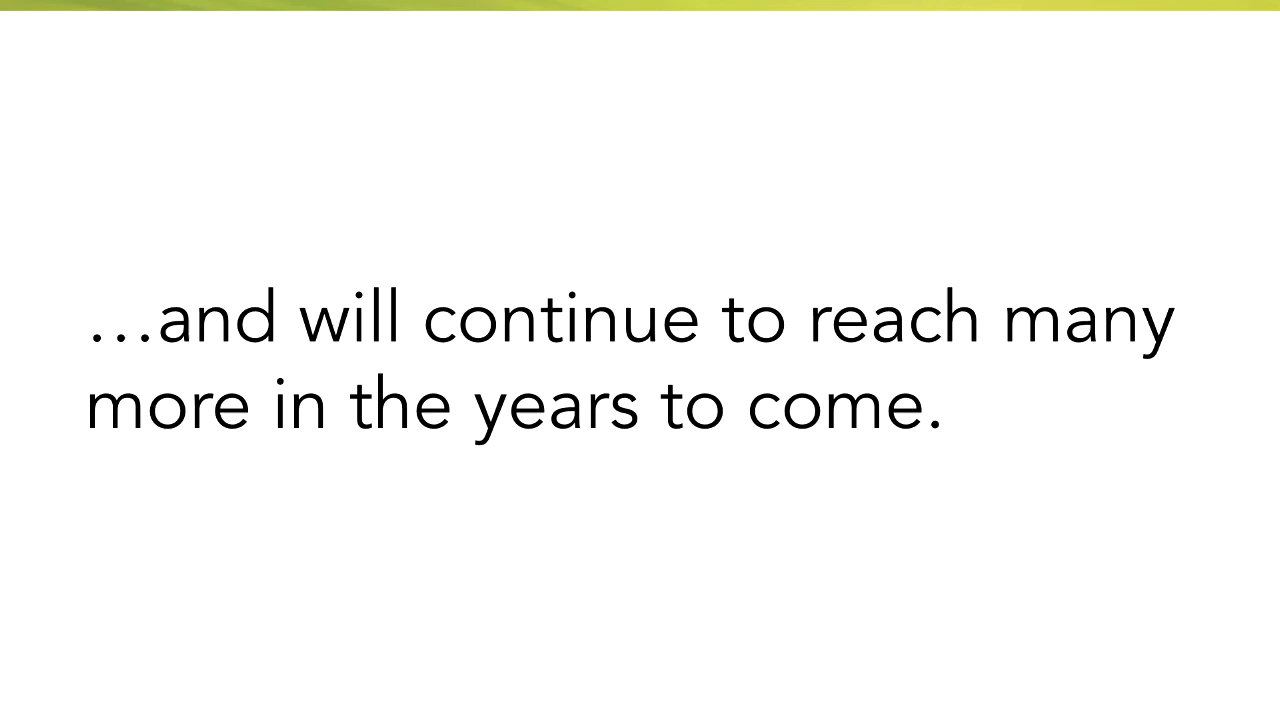 …and will continue to reach many
more in the years to come.